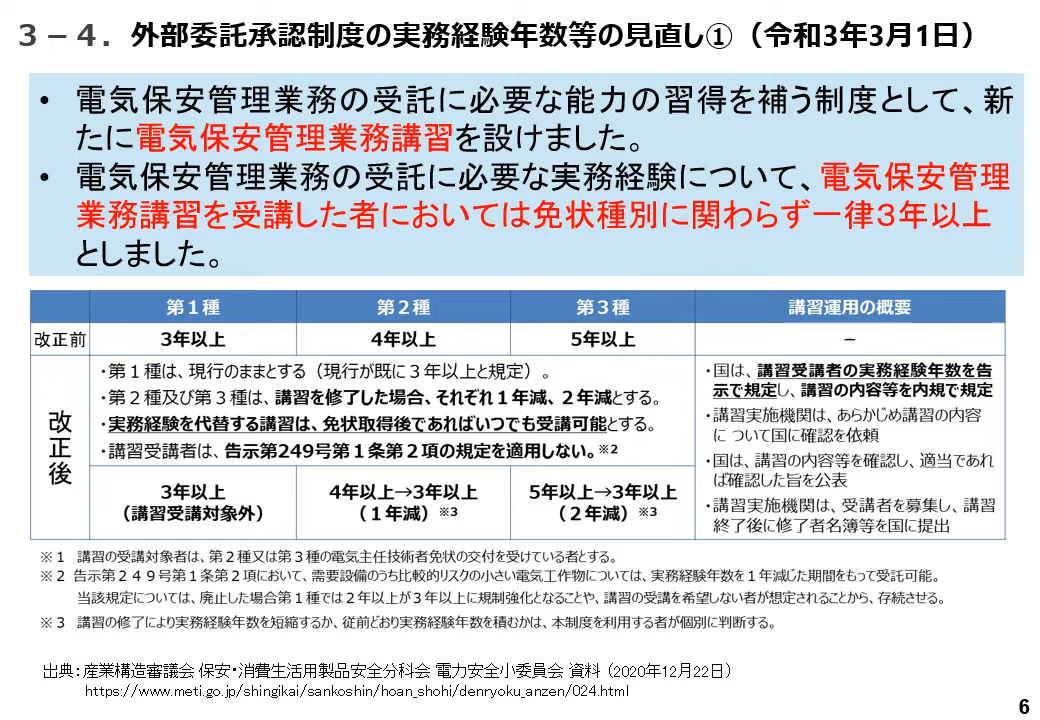 ３－４．外部委託承認制度の実務経験年数等の見直し①（令和3年3月1日）
• 電気保安管理業務の受託に必要な能力の習得を補う制度として、新
たに電気保安管理業務講習を設けました。
• 電気保安管理業務の受託に必要な実務経験について、電気保安管理
業務講習を受講した者においては免状種別に関わらず一律３年以上
としました。
第１種 第２種 第３種 講習運用の概要
改正前 3年以上 4年以上 5年以上 －
改正後
・第１種は、現行のままとする（現行が既に３年以上と規定）。
・第２種及び第３種は、講習を修了した場合、それぞれ１年減、２年減とする。
・実務経験を代替する講習は、免状取得後であればいつでも受講可能とする。
・講習受講者は、告示第249号第１条第２項の規定を適用しない。※2
3年以上
（講習受講対象外）
4年以上→3年以上
（１年減）※3
5年以上→3年以上
（２年減）※3
・国は、講習受講者の実務経験年数を告
示で規定し、講習の内容等を内規で規定
・講習実施機関は、あらかじめ講習の内容
に ついて国に確認を依頼
・国は、講習の内容等を確認し、適当であれ
ば確認した旨を公表
・講習実施機関は、受講者を募集し、講習
終了後に修了者名簿等を国に提出
※１ 講習の受講対象者は、第２種又は第３種の電気主任技術者免状の交付を受けている者とする。
※２ 告示第２４９号第１条第２項において、需要設備のうち比較的リスクの小さい電気工作物については、実務経験年数を１年減じた期間をもって受託可能。
当該規定については、廃止した場合第１種では２年以上が３年以上に規制強化となることや、講習の受講を希望しない者が想定されることから、存続させる。
※３ 講習の修了により実務経験年数を短縮するか、従前どおり実務経験年数を積むかは、本制度を利用する者が個別に判断する。
出典：産業構造審議会 保安・消費生活用製品安全分科会 電力安全小委員会 資料（2020年12月22日）
https://www.meti.go.jp/shingikai/sankoshin/hoan_shohi/denryoku_anzen/024.html
6